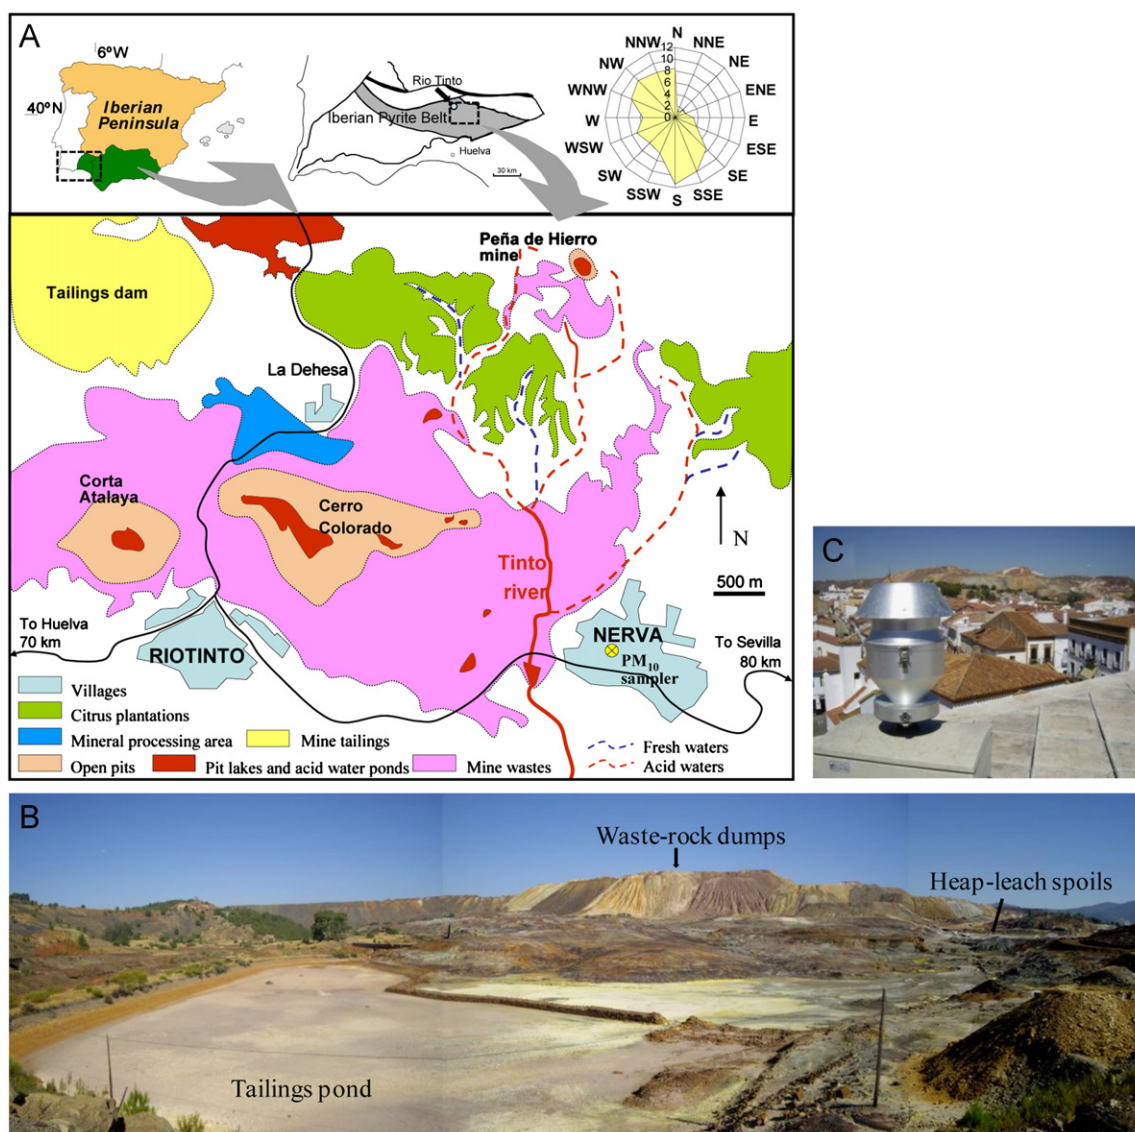 A
6ºW
40ºN
Iberian
Peninsula
Rio Tinto
Iberian Pyrite Belt
Huelva
30 km
N
NNE
NE
ENE
E
ESE
SE
SSE
S
SSW
SW
WSW
W
WNW
NW
NNW
12
10
8
6
4
2
0
Tailings dam
Peña de Hierro
mine
La Dehesa
Corta
Atalaya
Cerro
Colorado
Tinto
river
N
500 m
To Huelva
70 km
RIOTINTO
NERVA
PM10
sampler
To Sevilla
80 km
Villages
Citrus plantations
Mineral processing area
Mine tailings
Open pits
Pit lakes and acid water ponds
Mine wastes
Fresh waters
Acid waters
C
B
Waste-rock dumps
Heap-leach spoils
Tailings pond